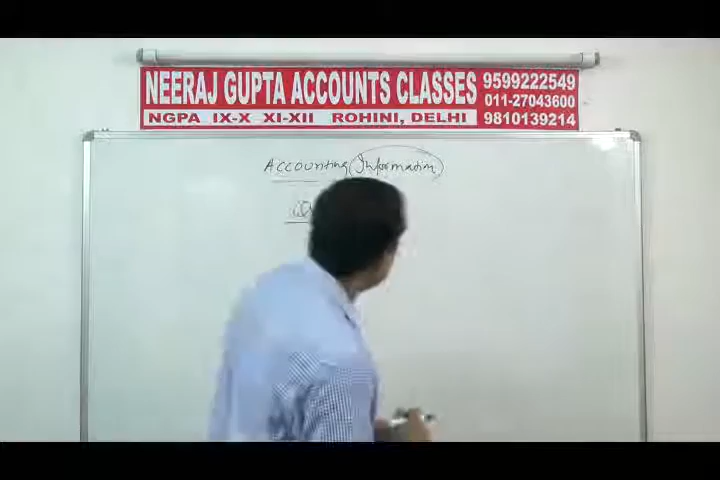 NEERAJ GUPTA ACCOUNTS CLASSES
9599222549
011-27043600
NGPA IX-X XI-XII ROHINI, DELHI
9810139214
Accounting Information